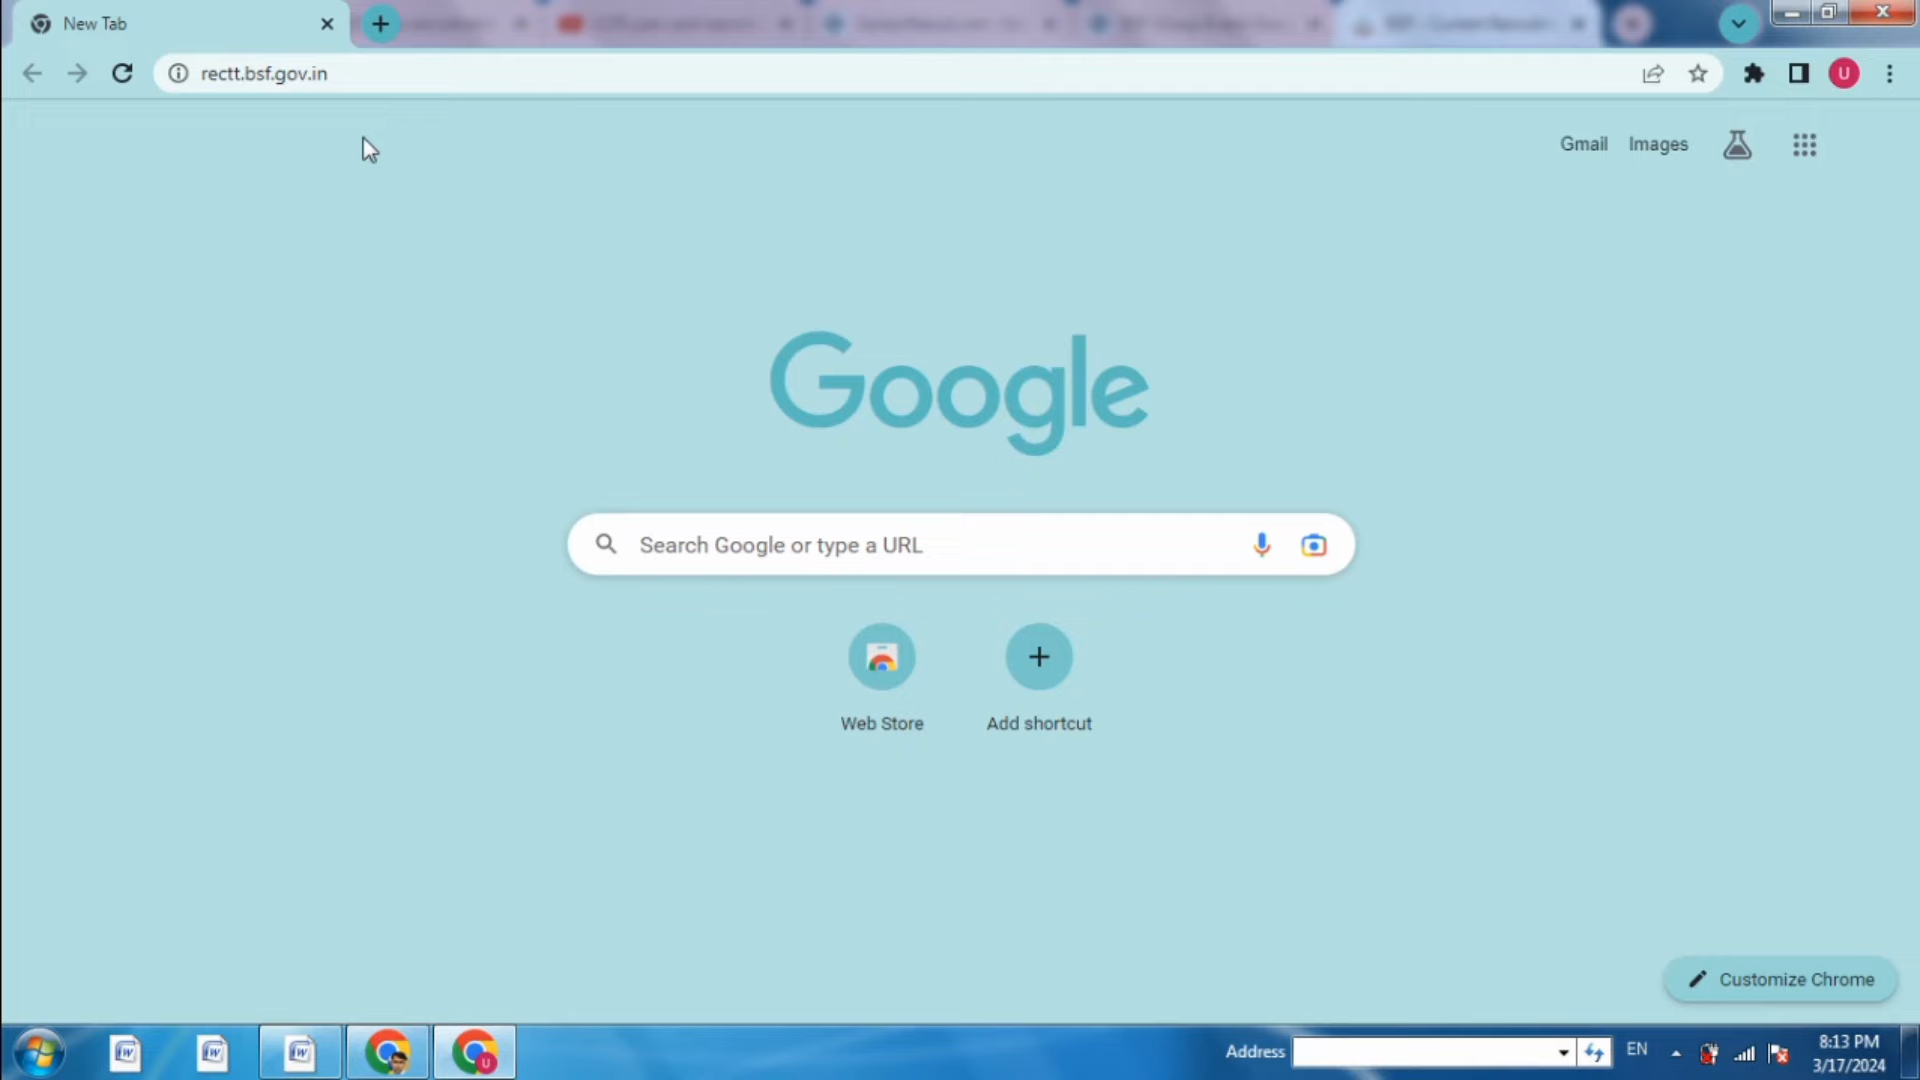 New Tab
rectt.bsf.gov.in
Gmail Images
Google
Search Google or type a URL
Web Store
Add shortcut
Customize Chrome
Address
EN
8:13 PM
3/17/2024
U